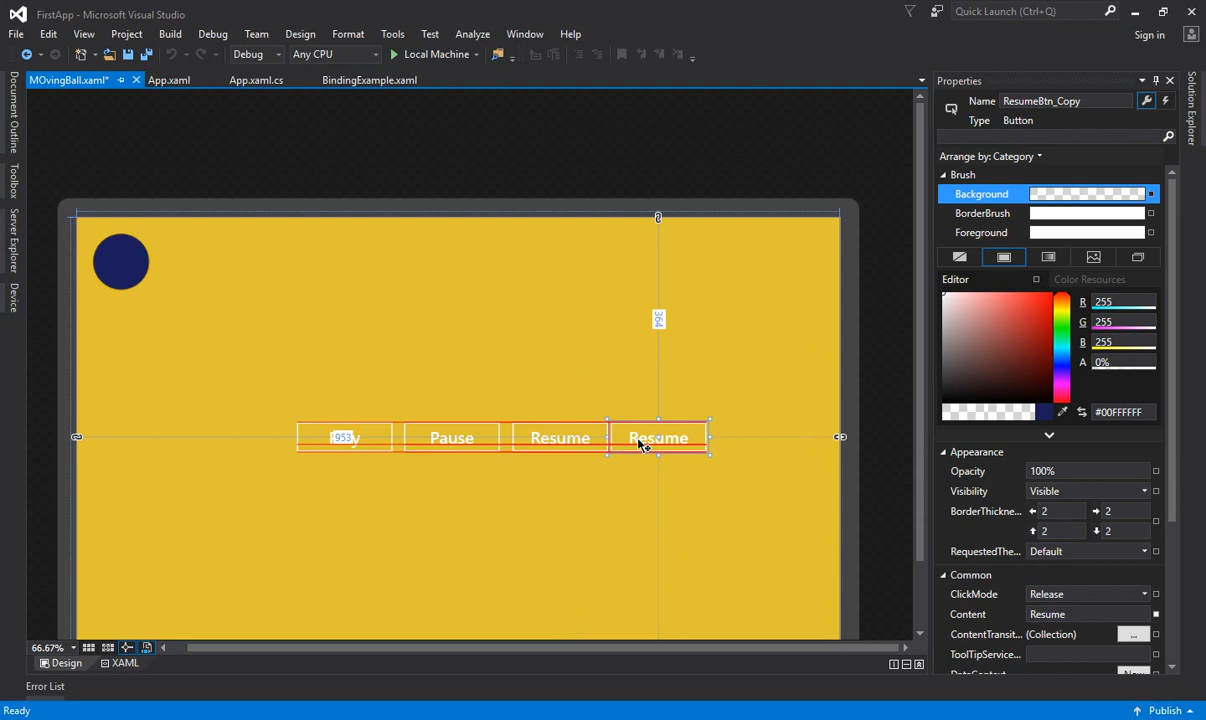 FirstApp - Microsoft Visual Studio
Quick Launch (Ctrl+Q)
File Edit View Project Build Debug Team Format Tools Design Test Analyze Window Help
Sign in
Debug Any CPU Local Machine
MOvingBall.xaml* App.xaml App.xaml.cs BindingExample.xaml
Document Outline
Toolbox
Server Explorer
Device
364
953
Pause
Resume
Resume
66.67%
Design XAML
Error List
Ready
Publish
Properties
Name ResumeBtn_Copy
Type Button
Arrange by: Category
Brush
Background
BorderBrush
Foreground
Editor
Color Resources
R 255
G 255
B 255
A 0%
#00FFFFFF
Appearance
Opacity 100%
Visibility Visible
BorderThickne... 2 2
2 2
RequestedThe... Default
Common
ClickMode Release
Content Resume
ContentTransit... (Collection) ...
ToolTipService...
Solution Explorer